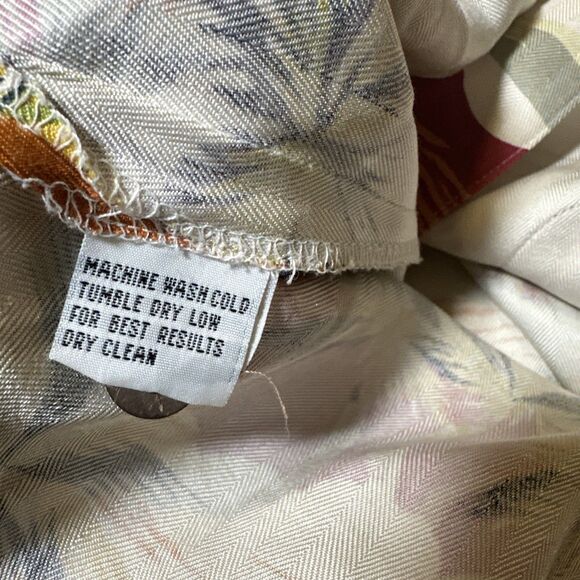 MACHINE WASH COLD
TUMBLE DRY LOW
FOR BEST RESULTS
DRY CLEAN